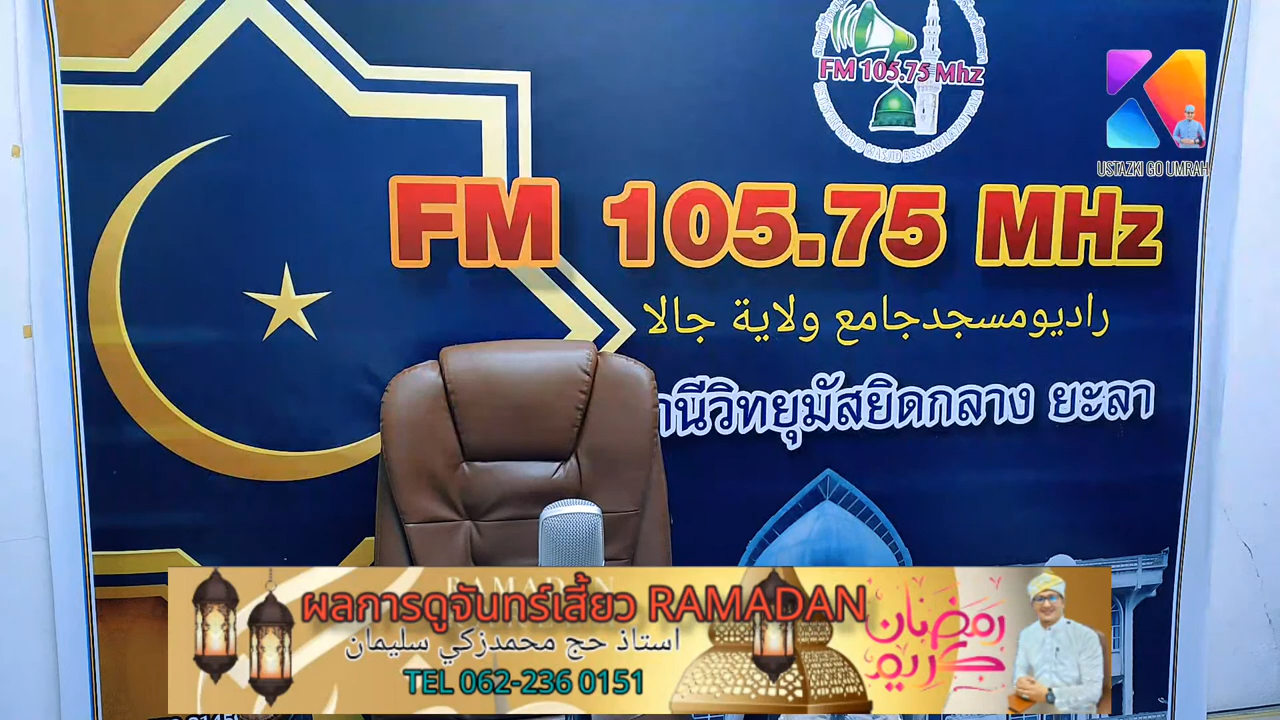 FM 105.75 Mhz
USTAZKI GO UMRAH
FM 105.75 MHz
راديومسجدجامع ولاية جالا
านีวิทยุมัสยิดกลาง ยะลา
RAMADAN
ผลการดูจันทร์เสี้ยว RAMADAN
استاذ حج محمدزكي سليمان
TEL 062-236 0151
رمضان
كريم